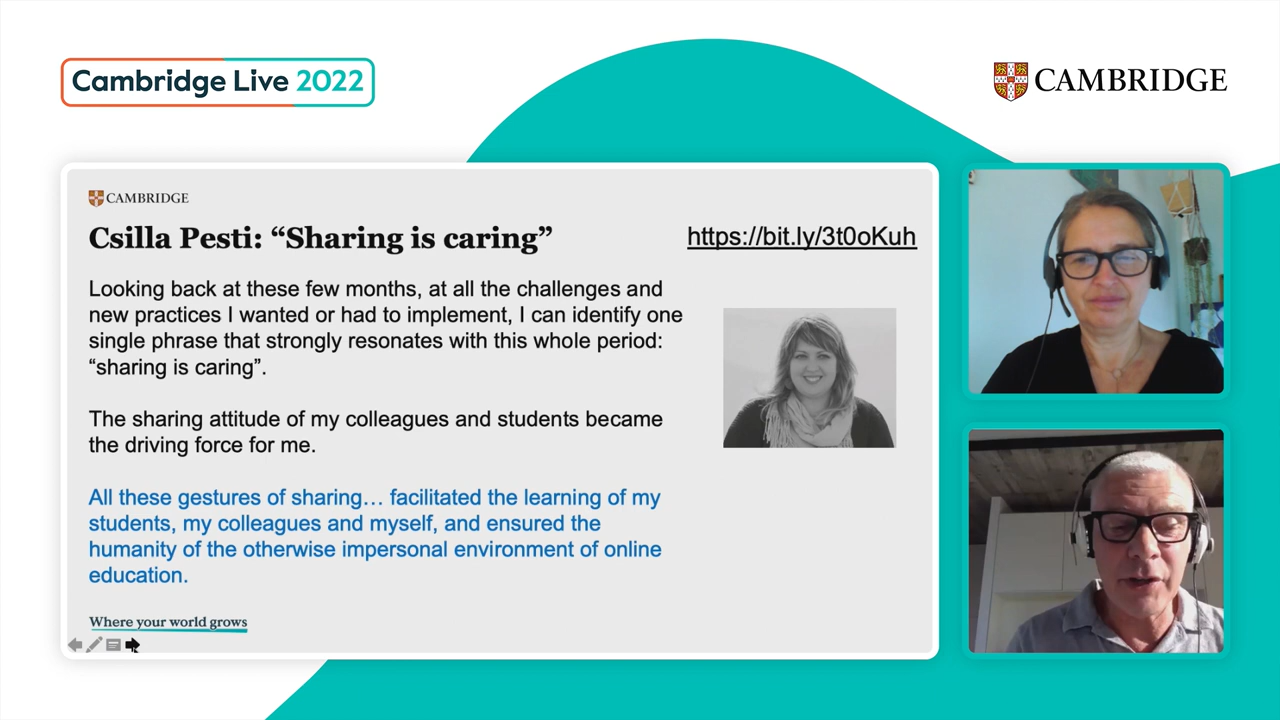 Cambridge Live 2022
CAMBRIDGE
CAMBRIDGE
Csilla Pesti: “Sharing is caring”
https://bit.ly/3t0oKuh
Looking back at these few months, at all the challenges and
new practices I wanted or had to implement, I can identify one
single phrase that strongly resonates with this whole period:
“sharing is caring”.
The sharing attitude of my colleagues and students became
the driving force for me.
All these gestures of sharing… facilitated the learning of my
students, my colleagues and myself, and ensured the
humanity of the otherwise impersonal environment of online
education.
Where your world grows